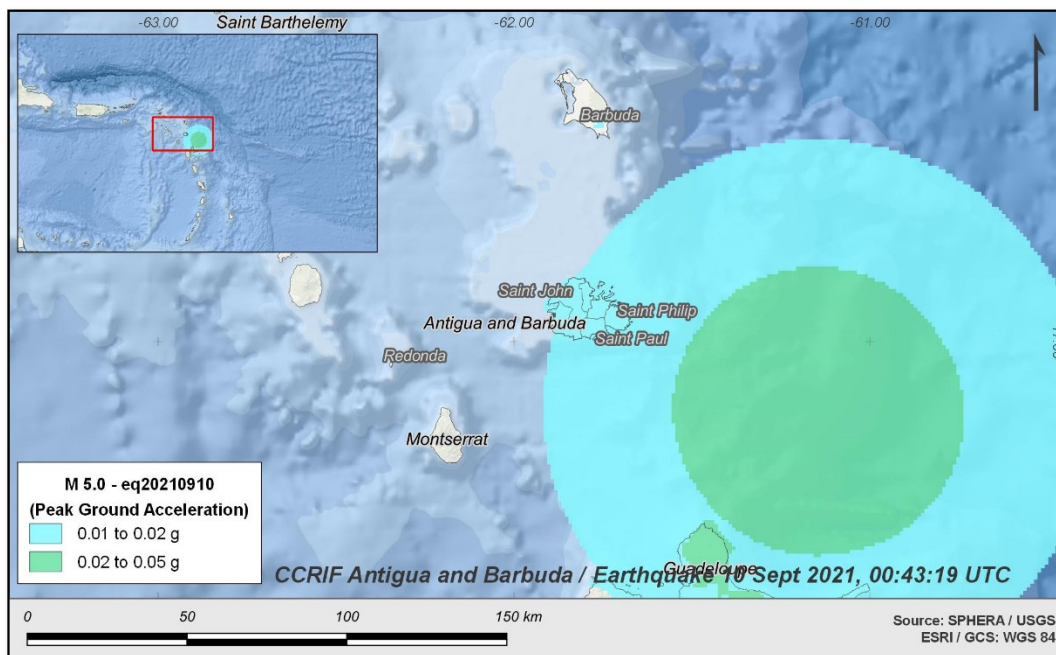 -63.00
Saint Barthelemy
-62.00
-61.00
Barbuda
Saint John
Saint Philip
Antigua and Barbuda
Saint Paul
Redonda
Montserrat
M 5.0 - eq20210910
(Peak Ground Acceleration)
0.01 to 0.02 g
0.02 to 0.05 g
Guadeloupe
CCRIF Antigua and Barbuda / Earthquake 10 Sept 2021, 00:43:19 UTC
0 50 100 150 km
Source: SPHERA / USGS
ESRI / GCS: WGS 84